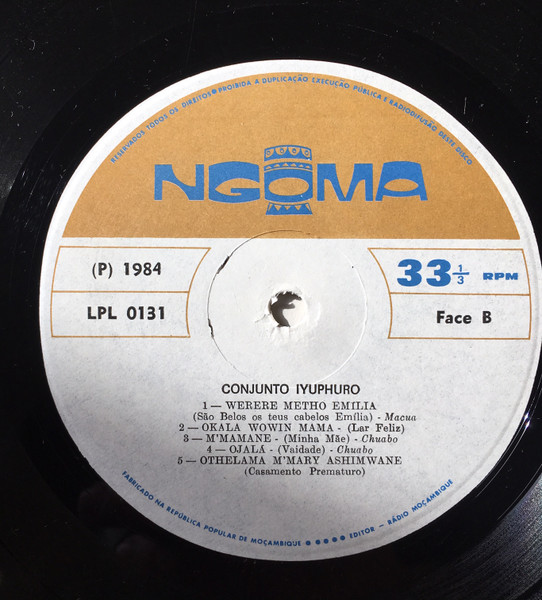 RESERVADOS TODOS OS DIREITOS • PROIBIDA A DUPLICAÇÃO EXECUÇÃO PÚBLICA E RADIODIFUSÃO DESTE DISCO
NGOMA
(P) 1984
33 1/3 RPM
LPL 0131
Face B
CONJUNTO IYUPHURO
1 — WERERE METHO EMILIA
(São Belos os teus cabelos Emília) - Macua
2 — OKALA WOWIN MAMA - (Lar Feliz)
3 — M'MAMANE - (Minha Mãe) - Chuabo
4 — OJALÁ - (Vaidade) - Chuabo
5 — OTHELAMA M'MARY ASHIMWANE
(Casamento Prematuro)
FABRICADO NA REPÚBLICA POPULAR DE MOÇAMBIQUE • • • • • EDITOR - RÁDIO MOÇAMBIQUE